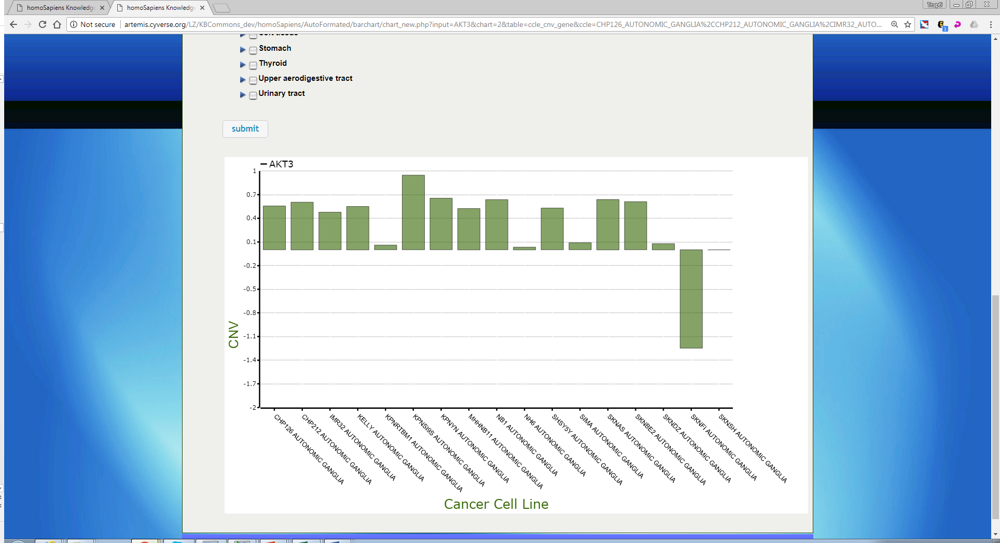 homoSapiens Knowledge
homoSapiens Knowledge
Trupti
Not secure
artemis.cyverse.org/LZ/KBCommons_dev/homoSapiens/AutoFormated/barchart/chart_new.php?input=AKT3&chart=2&table=ccle_cnv_gene&ccle=CHP126_AUTONOMIC_GANGLIA%2CCHP212_AUTONOMIC_GANGLIA%2CIMR32_AUTO...
1
Soft tissue
Stomach
Thyroid
Upper aerodigestive tract
Urinary tract
submit
AKT3
1
0.7
0.4
0.1
-0.2
-0.5
-0.8
-1.1
-1.4
-1.7
-2
CNV
CHP126 AUTONOMIC GANGLIA
CHP212 AUTONOMIC GANGLIA
IMR32 AUTONOMIC GANGLIA
KELLY AUTONOMIC GANGLIA
KPNRTBM1 AUTONOMIC GANGLIA
KPNSI9S AUTONOMIC GANGLIA
KPNYN AUTONOMIC GANGLIA
MHHNB11 AUTONOMIC GANGLIA
NB1 AUTONOMIC GANGLIA
NH6 AUTONOMIC GANGLIA
SHSY5Y AUTONOMIC GANGLIA
SIMA AUTONOMIC GANGLIA
SKNAS AUTONOMIC GANGLIA
SKNBE2 AUTONOMIC GANGLIA
SKNDZ AUTONOMIC GANGLIA
SKNFI AUTONOMIC GANGLIA
SKNSH AUTONOMIC GANGLIA
Cancer Cell Line